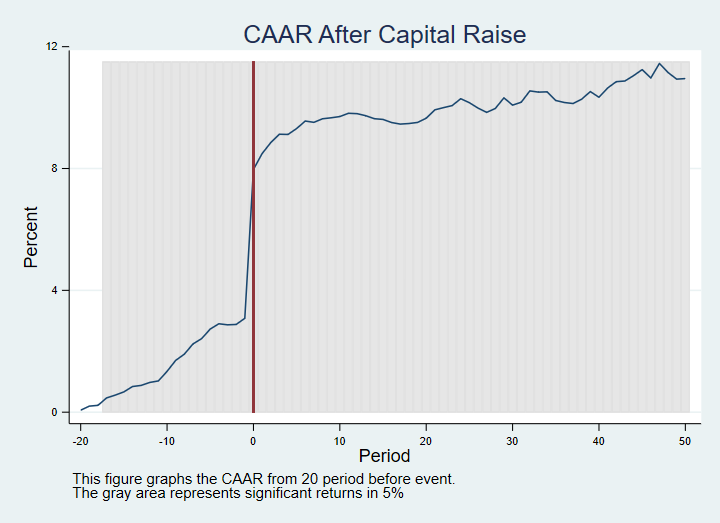 CAAR After Capital Raise
12
8
4
0
Percent
-20 -10 0 10 20 30 40 50
Period
This figure graphs the CAAR from 20 period before event.
The gray area represents significant returns in 5%